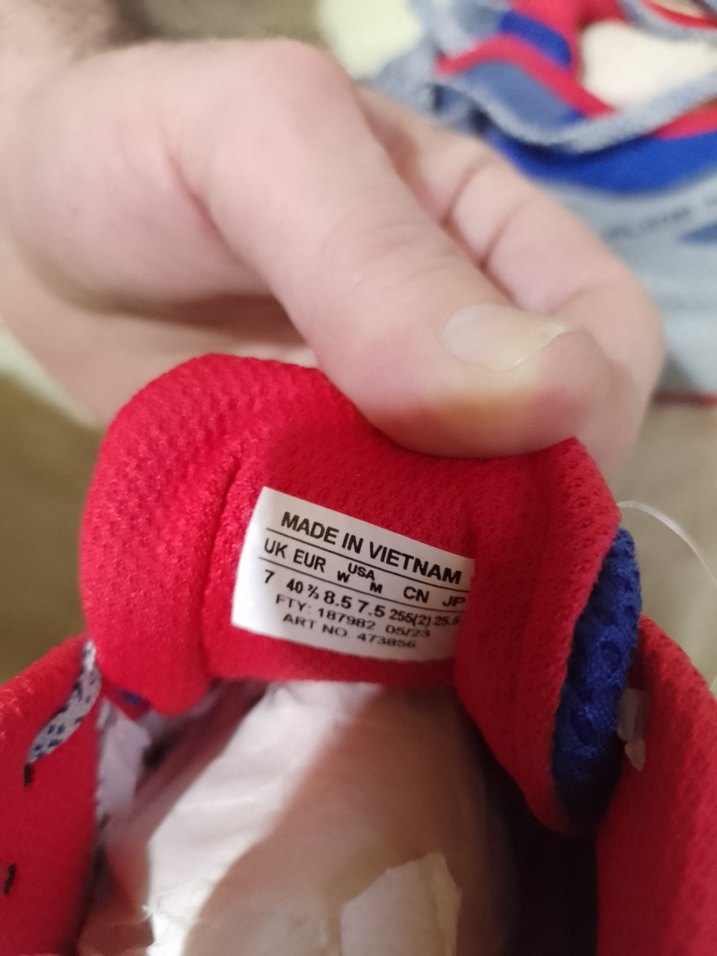 MADE IN VIETNAM
UK EUR USA CN JP
W M
7 40 ⅔ 8.5 7.5 255(2) 25.5
FTY: 187982 05/23
ART NO. 473856